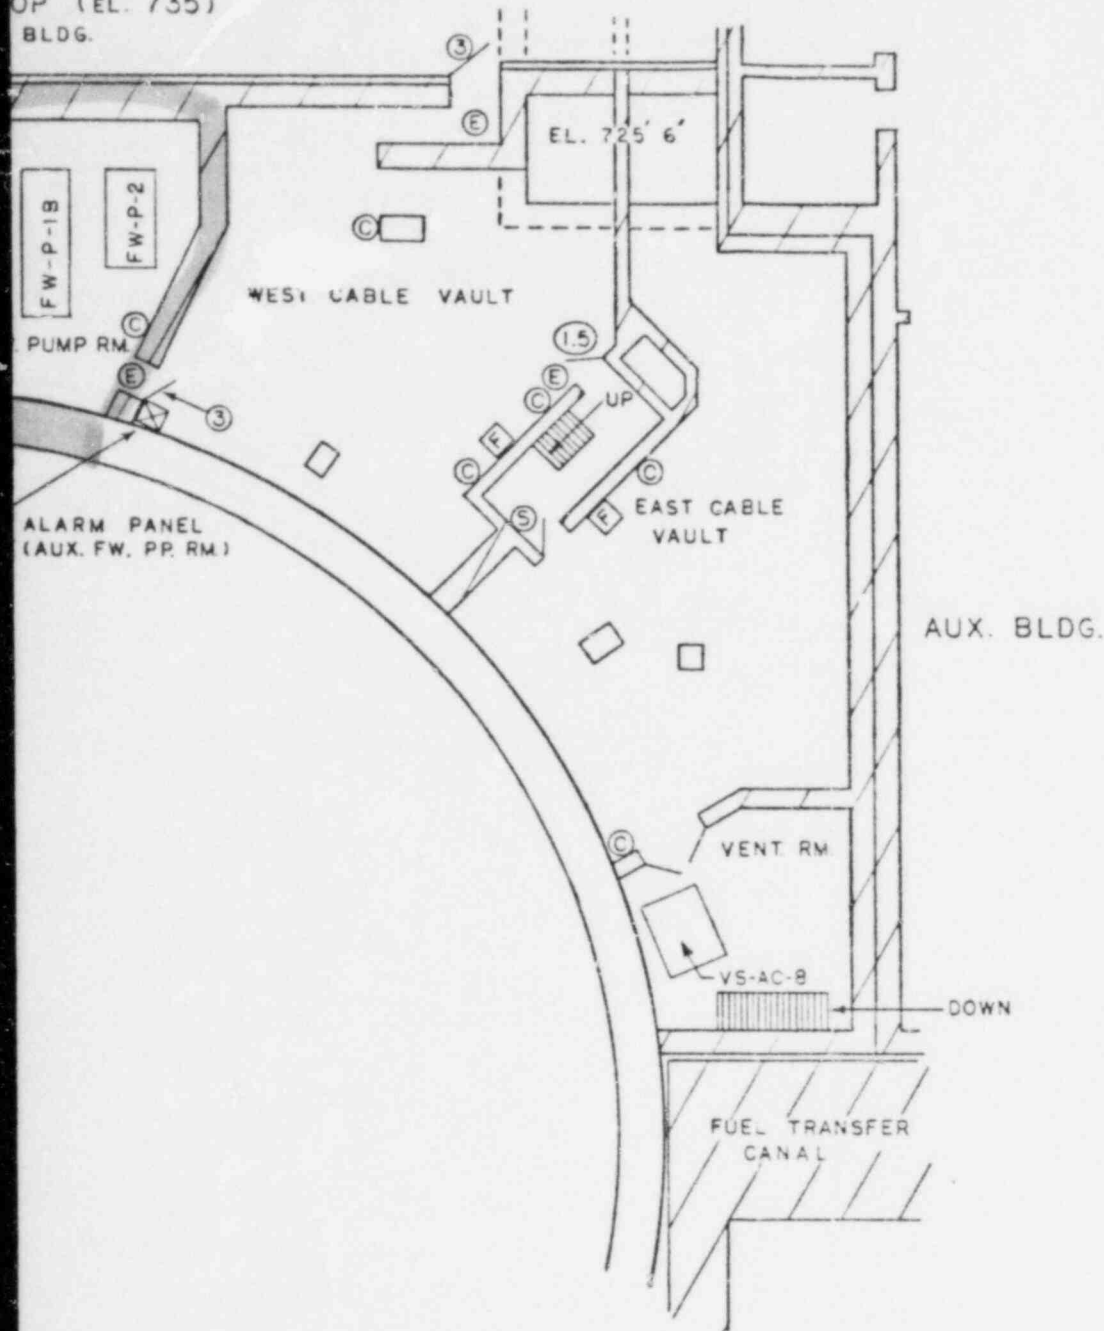 OP (EL. 735)
BLDG.
3
E
EL. 725' 6"
FW-P-1B
FW-P-2
C
WEST CABLE VAULT
C
PUMP RM.
E
3
1.5
E
C
UP
F
C
C
F
EAST CABLE
VAULT
S
ALARM PANEL
(AUX. FW. PP. RM.)
AUX. BLDG.
C
VENT. RM.
VS-AC-8
DOWN
FUEL TRANSFER
CANAL